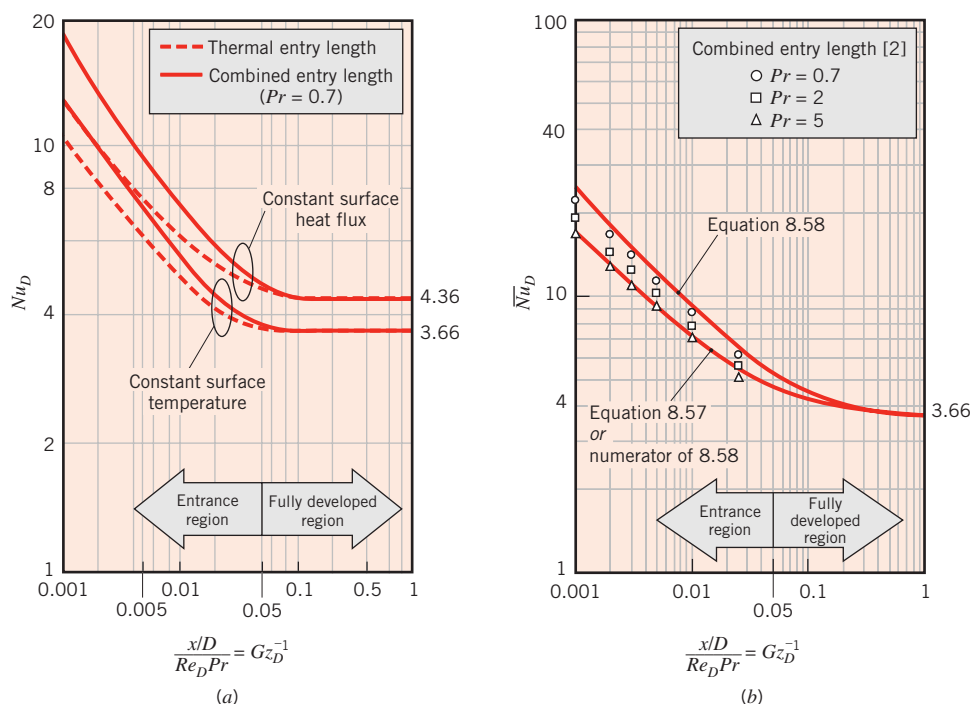 20
10
8
4
2
1
Nu_D
Thermal entry length
Combined entry length
(Pr = 0.7)
Constant surface
heat flux
Constant surface
temperature
4.36
3.66
Entrance
region
Fully developed
region
0.001
0.005
0.01
0.05
0.1
1
x/D
Re_D Pr
= Gz_D^-1
(a)
100
40
10
4
1
N̅u̅_D
Combined entry length [2]
Pr = 0.7
Pr = 2
Pr = 5
Equation 8.58
Equation 8.57
or
numerator of 8.58
3.66
Entrance
region
Fully
developed
region
0.001
0.01
0.05
0.1
1
x/D
Re_D Pr
= Gz_D^-1
(b)